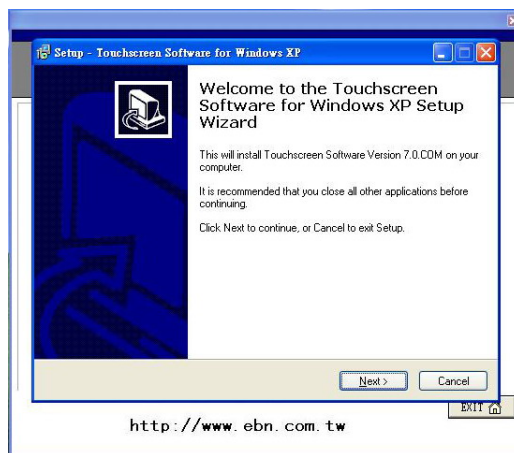 Setup - Touchscreen Software for Windows XP
Welcome to the Touchscreen
Software for Windows XP Setup
Wizard
This will install Touchscreen Software Version 7.0.COM on your
computer.
It is recommended that you close all other applications before
continuing.
Click Next to continue, or Cancel to exit Setup.
Next >
Cancel
EXIT
http://www.ebn.com.tw